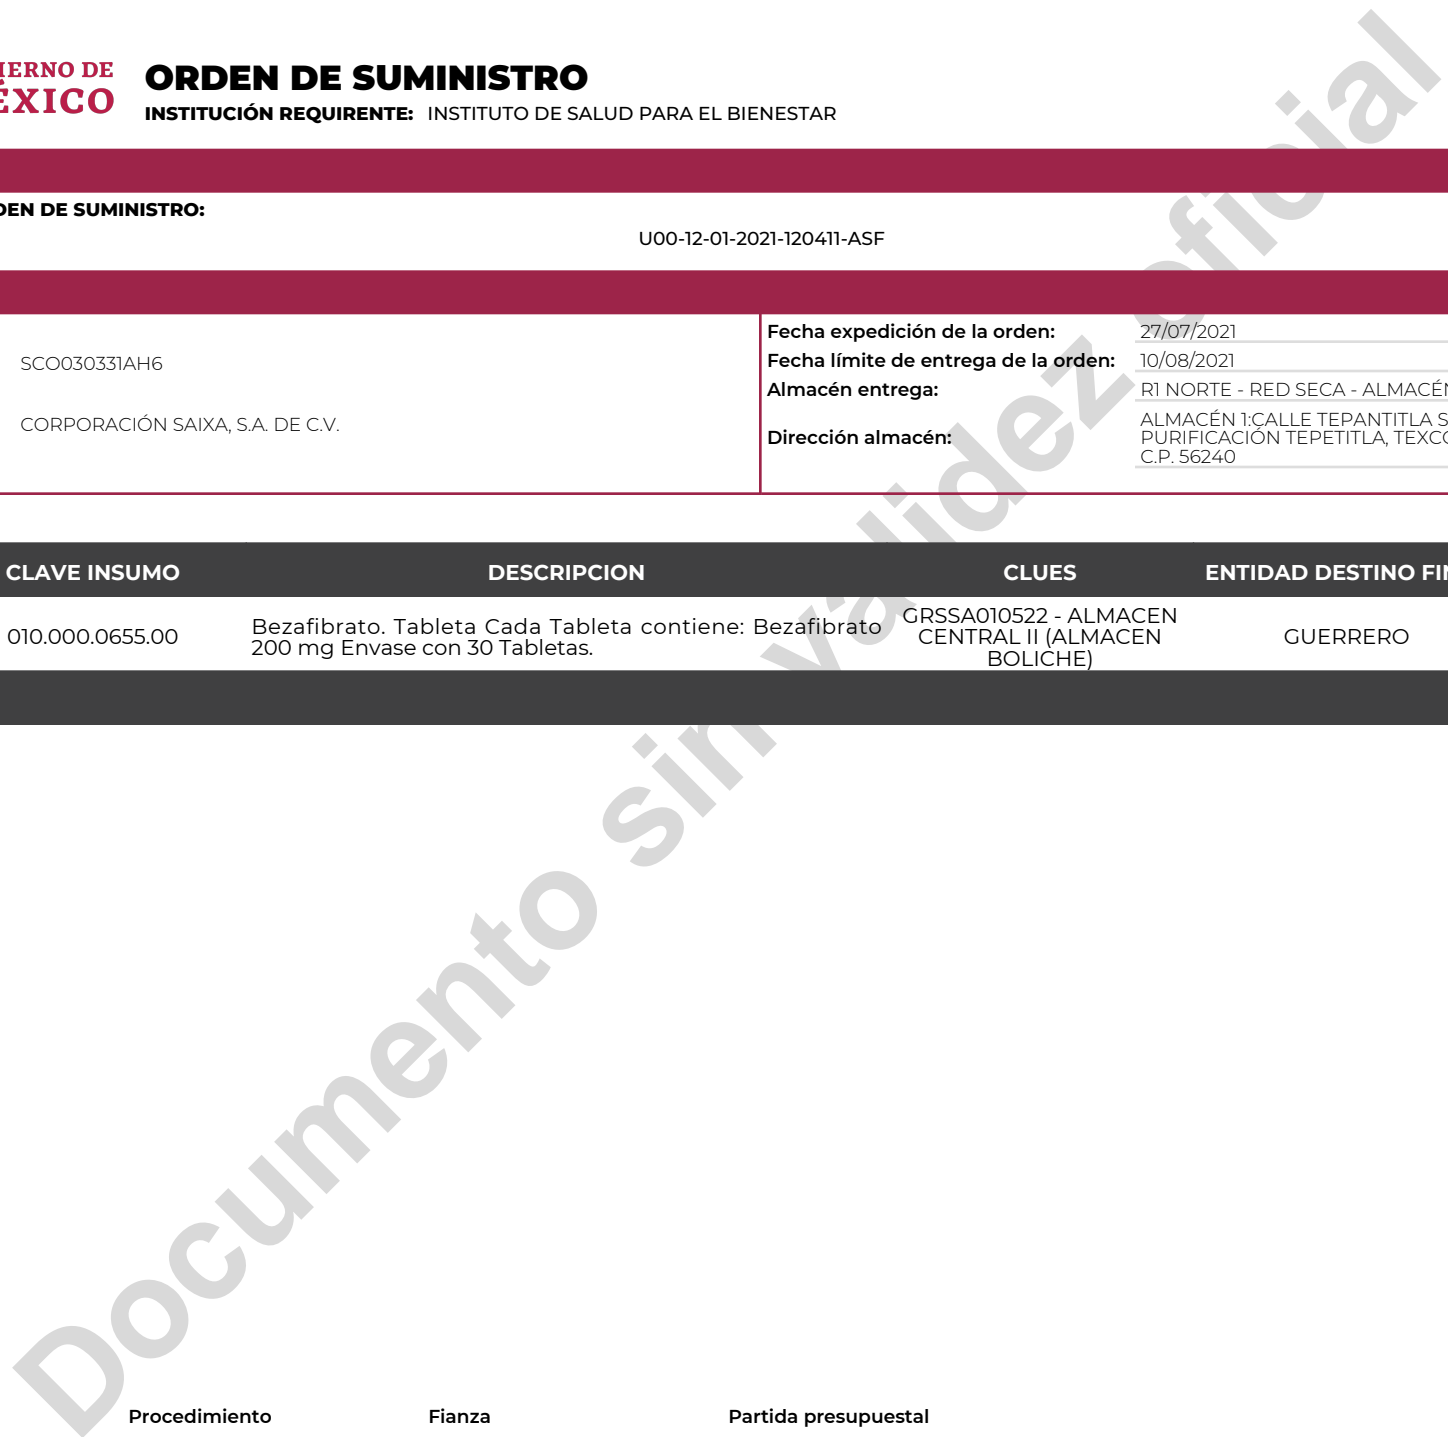 IERNO DE
ÉXICO
ORDEN DE SUMINISTRO
INSTITUCIÓN REQUIRENTE: INSTITUTO DE SALUD PARA EL BIENESTAR
DEN DE SUMINISTRO:
U00-12-01-2021-120411-ASF
SCO030331AH6
CORPORACIÓN SAIXA, S.A. DE C.V.
Fecha expedición de la orden: 27/07/2021
Fecha límite de entrega de la orden: 10/08/2021
Almacén entrega: R1 NORTE - RED SECA - ALMACÉN
Dirección almacén: ALMACÉN 1:CALLE TEPANTITLA S
PURIFICACIÓN TEPETITLA, TEXCO
C.P. 56240
CLAVE INSUMO DESCRIPCION CLUES ENTIDAD DESTINO FIN
010.000.0655.00
Bezafibrato. Tableta Cada Tableta contiene: Bezafibrato
200 mg Envase con 30 Tabletas.
GRSSA010522 - ALMACEN
CENTRAL II (ALMACEN
BOLICHE)
GUERRERO
Documento sin validez oficial
Procedimiento Fianza Partida presupuestal